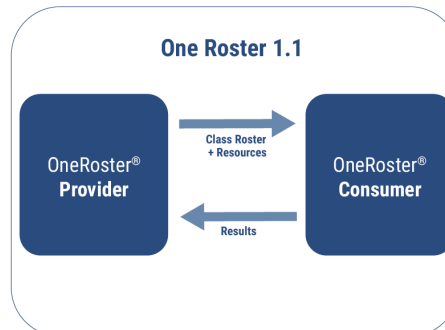 One Roster 1.1
OneRoster®
Provider
Class Roster
+ Resources
Results
OneRoster®
Consumer